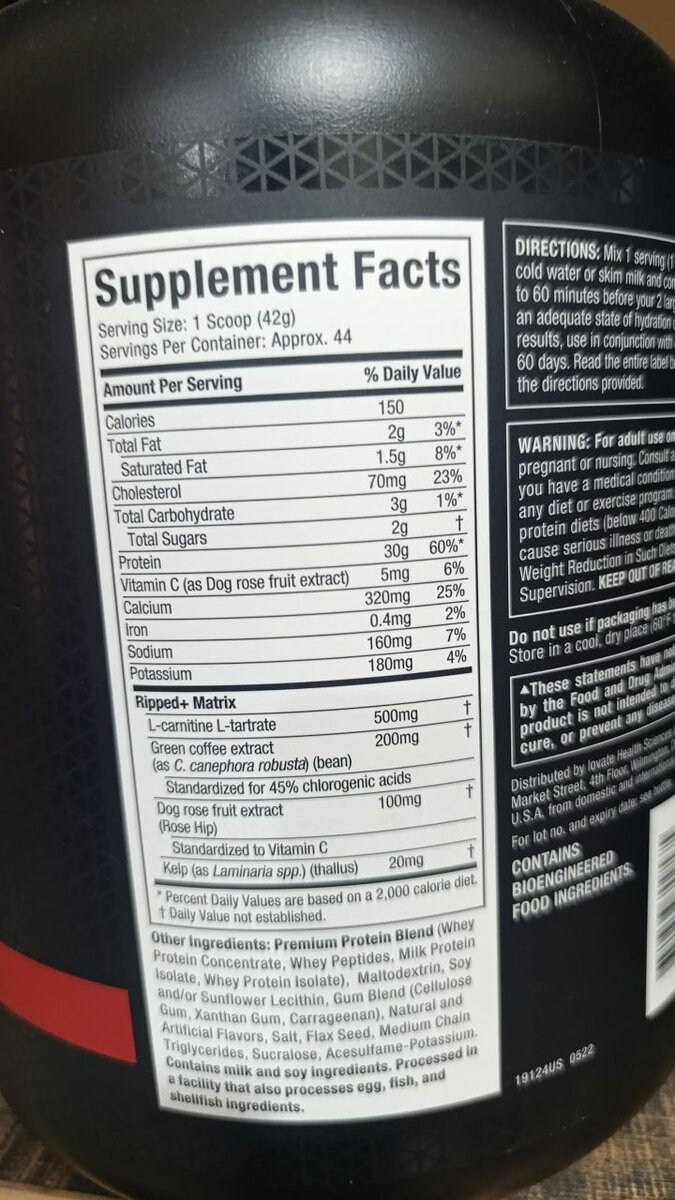 Supplement Facts
Serving Size: 1 Scoop (42g)
Servings Per Container: Approx. 44
Amount Per Serving % Daily Value
Calories 150
Total Fat 2g 3%*
Saturated Fat 1.5g 8%*
Cholesterol 70mg 23%
Total Carbohydrate 3g 1%*
Total Sugars 2g †
Protein 30g 60%*
Vitamin C (as Dog rose fruit extract) 5mg 6%
Calcium 320mg 25%
Iron 0.4mg 2%
Sodium 160mg 7%
Potassium 180mg 4%
Ripped+ Matrix
L-carnitine L-tartrate 500mg †
Green coffee extract 200mg †
(as C. canephora robusta) (bean)
Standardized for 45% chlorogenic acids
Dog rose fruit extract 100mg †
(Rose Hip)
Standardized to Vitamin C
Kelp (as Laminaria spp.) (thallus) 20mg †
* Percent Daily Values are based on a 2,000 calorie diet.
† Daily Value not established.
Other Ingredients: Premium Protein Blend (Whey
Protein Concentrate, Whey Peptides, Milk Protein
Isolate, Whey Protein Isolate), Maltodextrin, Soy
and/or Sunflower Lecithin, Gum Blend (Cellulose
Gum, Xanthan Gum, Carrageenan), Natural and
Artificial Flavors, Salt, Flax Seed, Medium Chain
Triglycerides, Sucralose, Acesulfame-Potassium.
Contains milk and soy ingredients. Processed in
a facility that also processes egg, fish, and
shellfish ingredients.
DIRECTIONS: Mix 1 serving (1
cold water or skim milk and
to 60 minutes before your 2
an adequate state of hydration
results, use in conjunction with
60 days. Read the entire label
the directions provided.
WARNING: For adult use
pregnant or nursing. Consult a
you have a medical condition
any diet or exercise program.
protein diets (below 400
cause serious illness or death
Weight Reduction in Such Diets
Supervision. KEEP OUT OF
Do not use if packaging has
Store in a cool, dry place (60°F
▲These statements have not
by the Food and Drug
product is not intended to
cure, or prevent any disease
Distributed by Iovate Health Sciences
Market Street, 4th Floor, Wilmington,
U.S.A. from domestic and international
For lot no. and expiry date: see
CONTAINS
BIOENGINEERED
FOOD INGREDIENTS.
19124US 0522